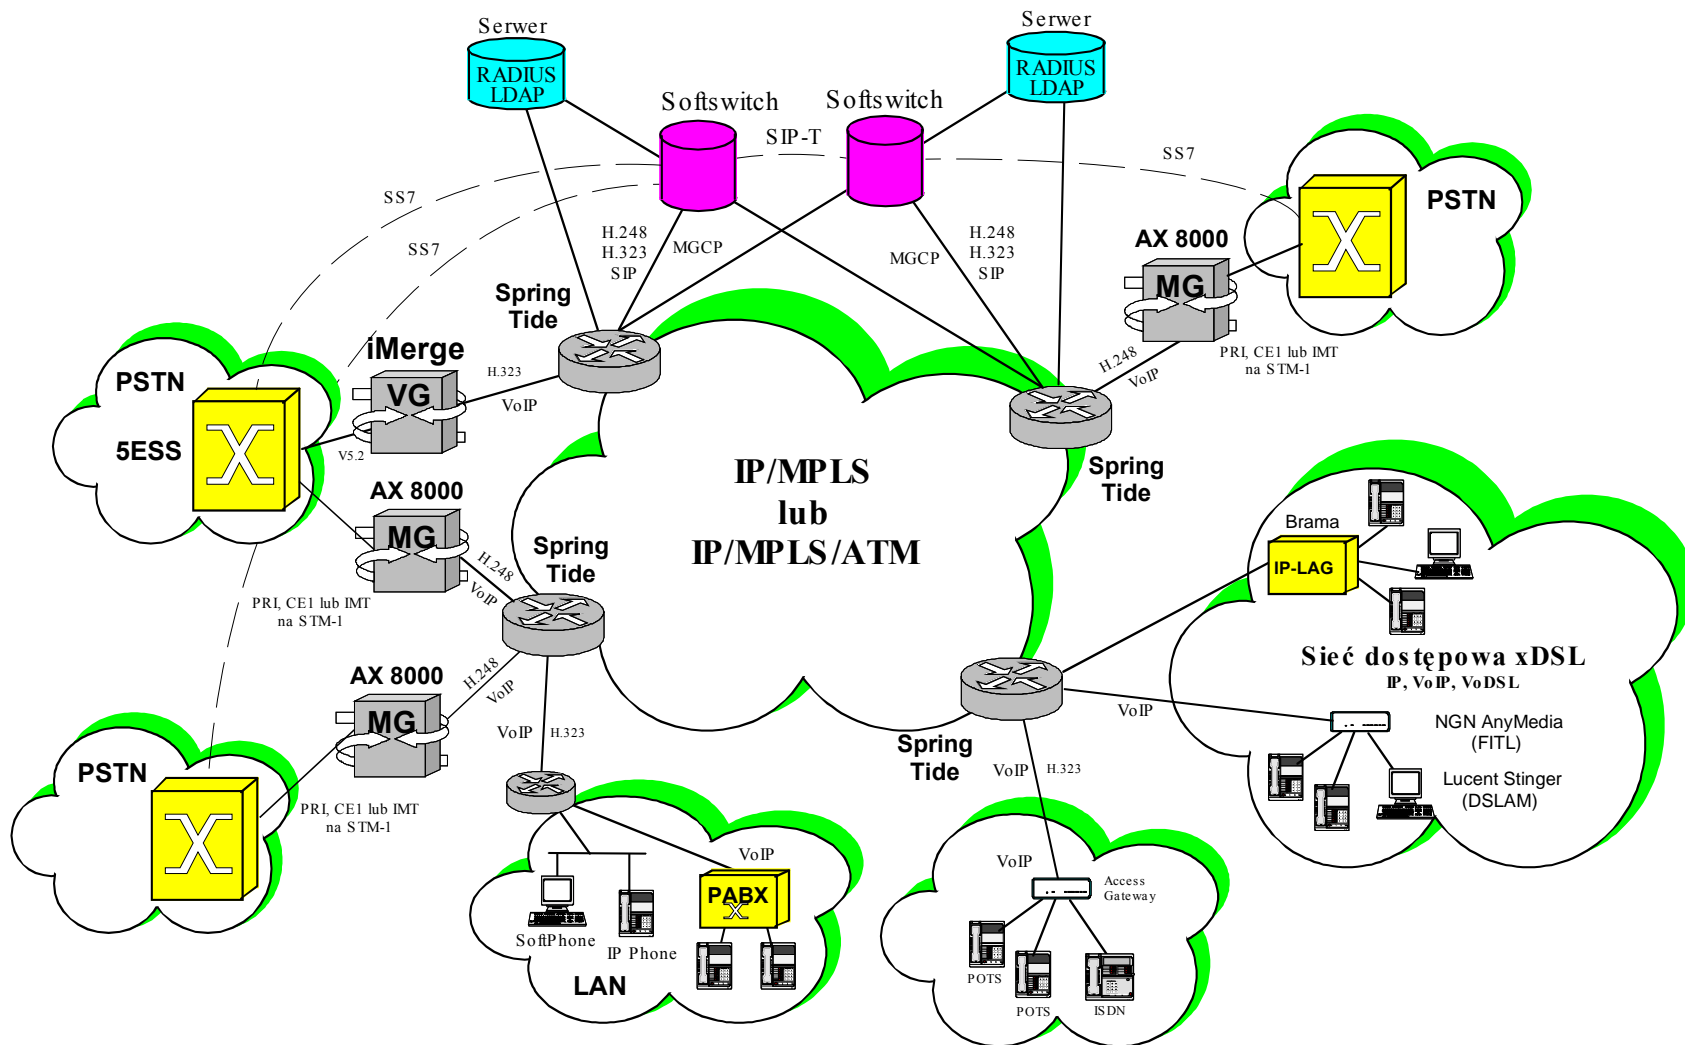 Serwer
RADIUS
LDAP
Serwer
RADIUS
LDAP
Softswitch
Softswitch
SIP-T
SS7
SS7
SS7
PSTN
AX 8000
MG
H.248
H.323
SIP
MGCP
MGCP
H.248
H.323
SIP
Spring
Tide
iMerge
VG
H.323
VoIP
V5.2
PSTN
5ESS
H.248
VoIP
PRI, CE1 lub IMT
na STM-1
Spring
Tide
IP/MPLS
lub
IP/MPLS/ATM
AX 8000
MG
H.248
VoIP
PRI, CE1 lub IMT
na STM-1
Spring
Tide
AX 8000
MG
H.248
VoIP
PRI, CE1 lub IMT
na STM-1
PSTN
VoIP
H.323
Brama
IP-LAG
Sieć dostępowa xDSL
IP, VoIP, VoDSL
VoIP
NGN AnyMedia
(FITL)
Lucent Stinger
(DSLAM)
Spring
Tide
VoIP
H.323
VoIP
PABX
SoftPhone
IP Phone
LAN
VoIP
Access
Gateway
POTS
POTS
ISDN